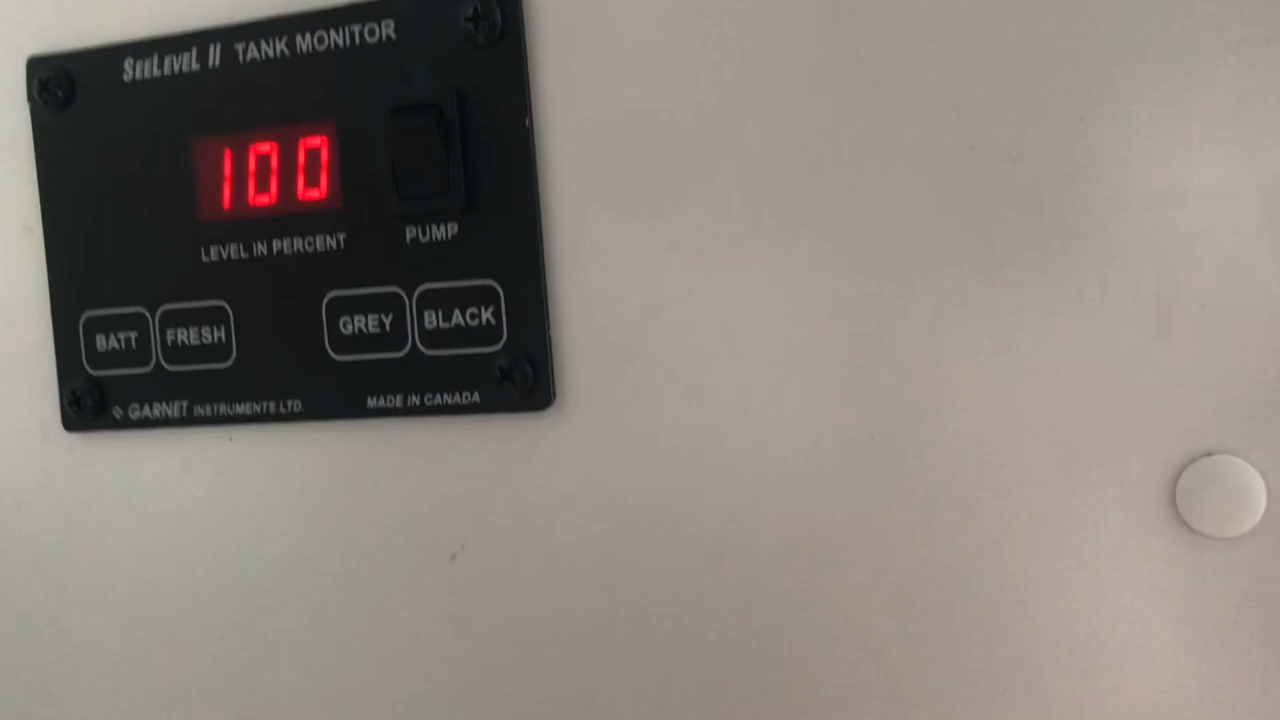 SEELEVEL II TANK MONITOR
100
LEVEL IN PERCENT
PUMP
BATT
FRESH
GREY
BLACK
GARNET INSTRUMENTS LTD.
MADE IN CANADA